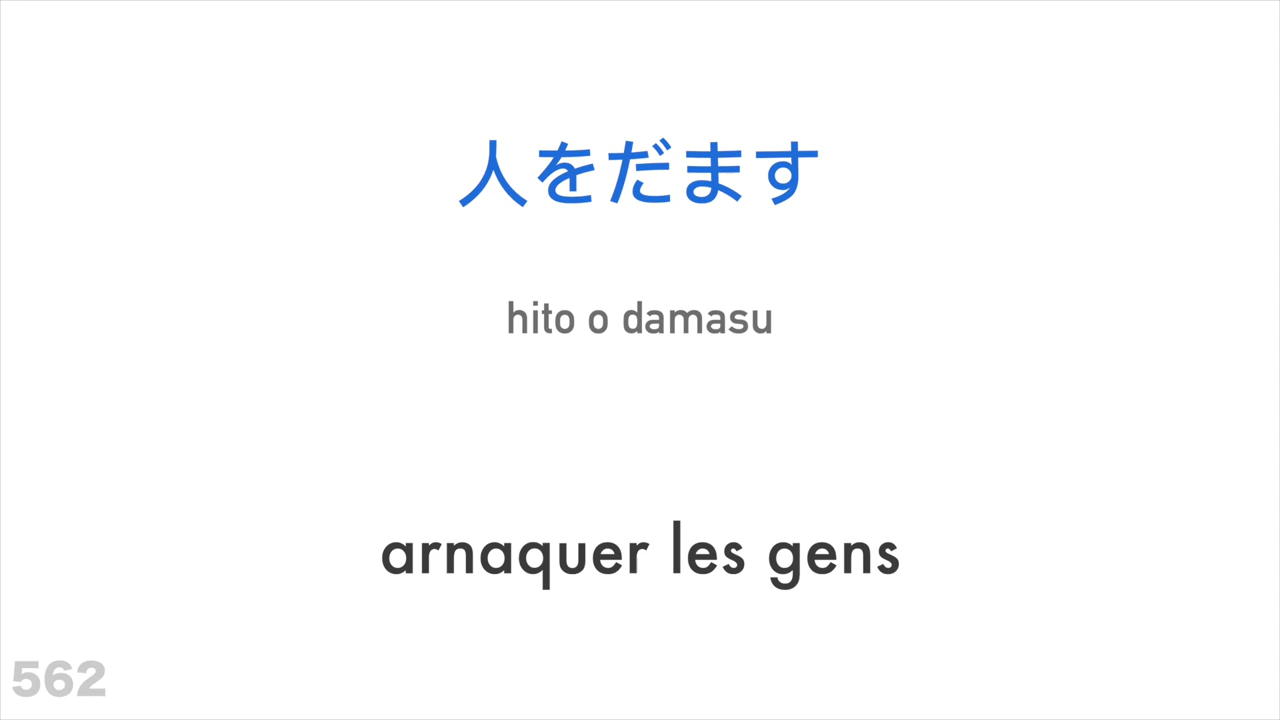 人をだます
hito o damasu
arnaquer les gens
562